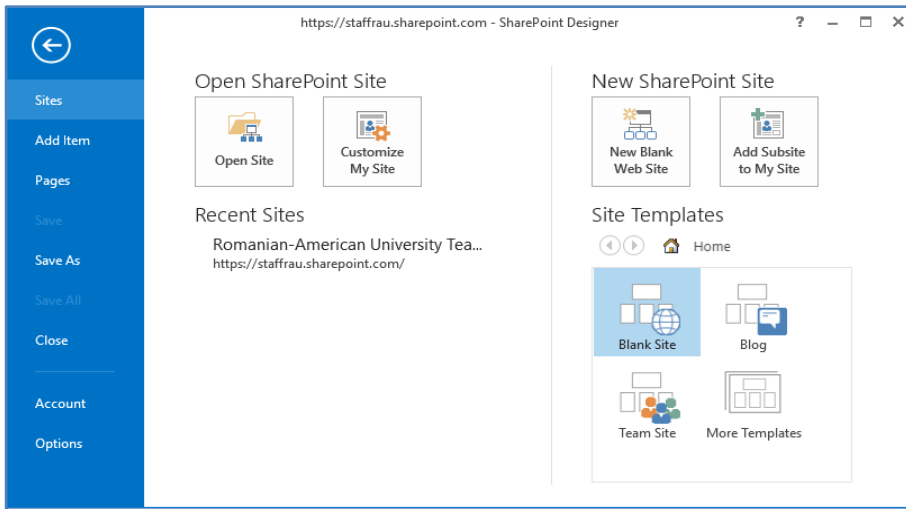 https://staffrau.sharepoint.com - SharePoint Designer
?
Sites
Add Item
Pages
Save
Save As
Save All
Close
Account
Options
Open SharePoint Site
Open Site
Customize
My Site
Recent Sites
Romanian-American University Tea...
https://staffrau.sharepoint.com/
New SharePoint Site
New Blank
Web Site
Add Subsite
to My Site
Site Templates
Home
Blank Site
Blog
Team Site
More Templates